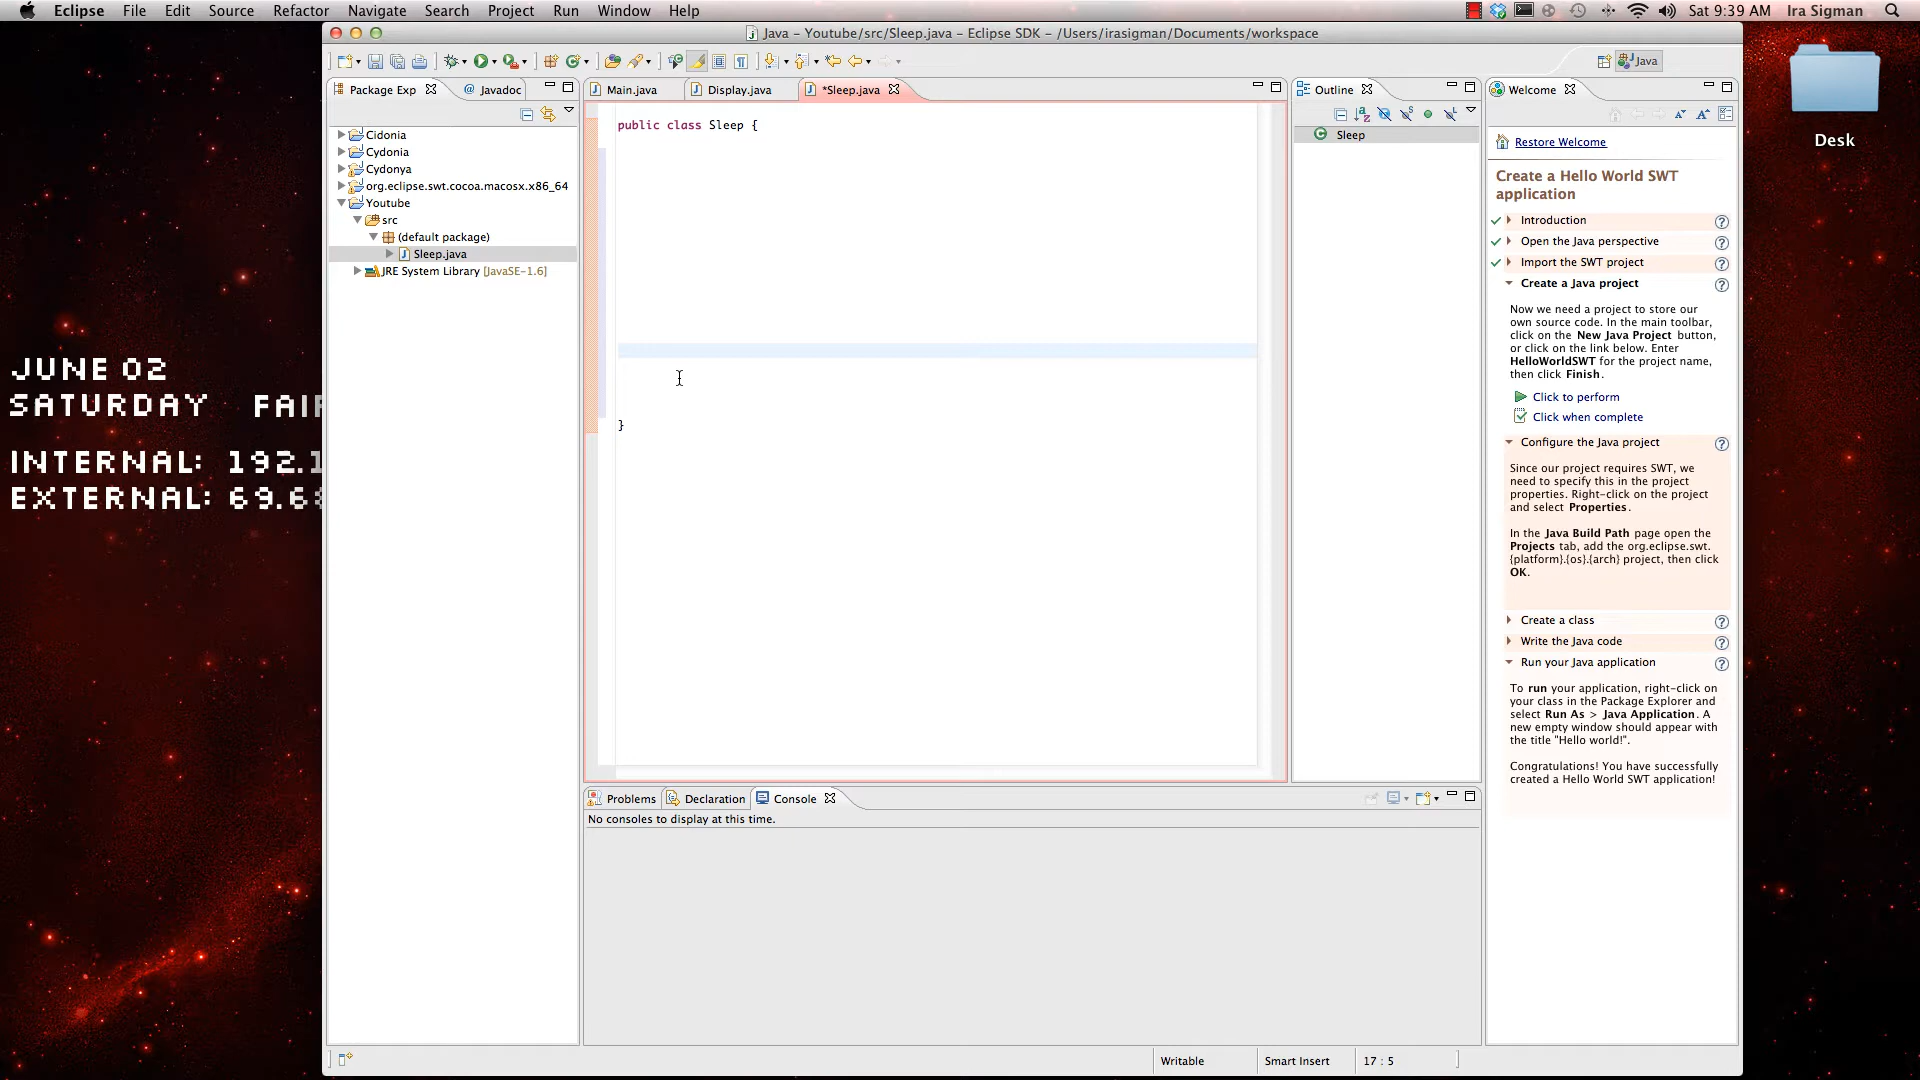 Eclipse File Edit Source Refactor Navigate Search Project Run Window Help
Sat 9:39 AM Ira Sigman
Java – Youtube/src/Sleep.java – Eclipse SDK – /Users/irasigman/Documents/workspace
Java
Package Exp
Javadoc
Cidonia
Cydonia
Cydonya
org.eclipse.swt.cocoa.macosx.x86_64
Youtube
src
(default package)
Sleep.java
JRE System Library [JavaSE-1.6]
Main.java
Display.java
*Sleep.java
public class Sleep {
}
Outline
Sleep
Welcome
Restore Welcome
Create a Hello World SWT
application
Introduction
Open the Java perspective
Import the SWT project
Create a Java project
Now we need a project to store our
own source code. In the main toolbar,
click on the New Java Project button,
or click on the link below. Enter
HelloWorldSWT for the project name,
then click Finish.
Click to perform
Click when complete
Configure the Java project
Since our project requires SWT, we
need to specify this in the project
properties. Right-click on the project
and select Properties.
In the Java Build Path page open the
Projects tab, add the org.eclipse.swt.
{platform}.{os}.{arch} project, then click
OK.
Create a class
Write the Java code
Run your Java application
To run your application, right-click on
your class in the Package Explorer and
select Run As > Java Application. A
new empty window should appear with
the title "Hello world!".
Congratulations! You have successfully
created a Hello World SWT application!
Problems
Declaration
Console
No consoles to display at this time.
Writable
Smart Insert
17 : 5
Desk
JUNE 02
SATURDAY FAIR
INTERNAL: 192.1
EXTERNAL: 69.68